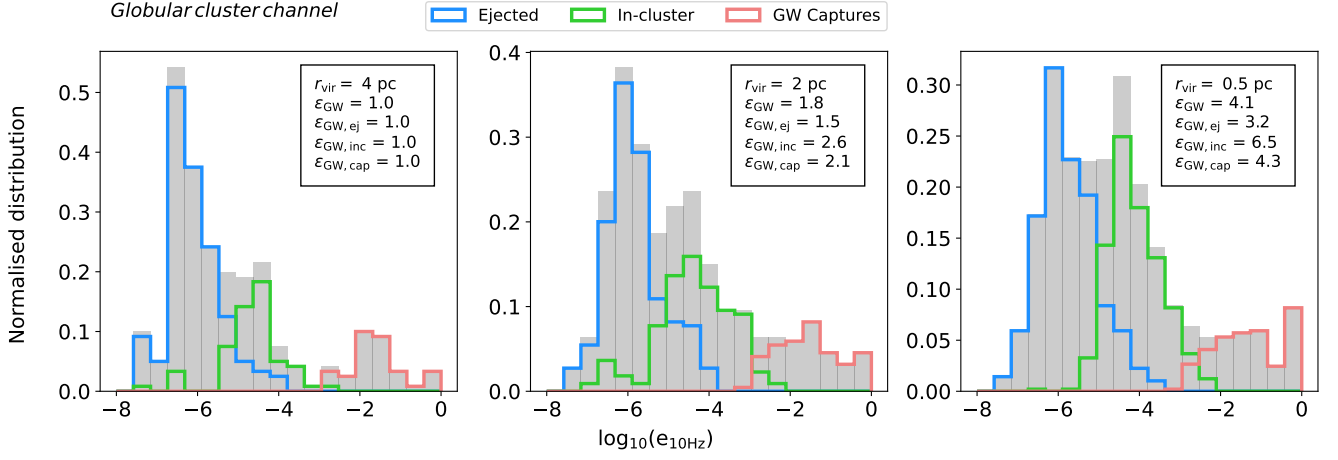 Globular cluster channel
Ejected In-cluster GW Captures
Normalised distribution
0.5
0.4
0.3
0.2
0.1
0.0
−8 −6 −4 −2 0
r_vir = 4 pc
ε_GW = 1.0
ε_GW, ej = 1.0
ε_GW, inc = 1.0
ε_GW, cap = 1.0
0.4
0.3
0.2
0.1
0.0
−8 −6 −4 −2 0
r_vir = 2 pc
ε_GW = 1.8
ε_GW, ej = 1.5
ε_GW, inc = 2.6
ε_GW, cap = 2.1
0.30
0.25
0.20
0.15
0.10
0.05
0.00
−8 −6 −4 −2 0
r_vir = 0.5 pc
ε_GW = 4.1
ε_GW, ej = 3.2
ε_GW, inc = 6.5
ε_GW, cap = 4.3
log₁₀(e₁₀Hz)